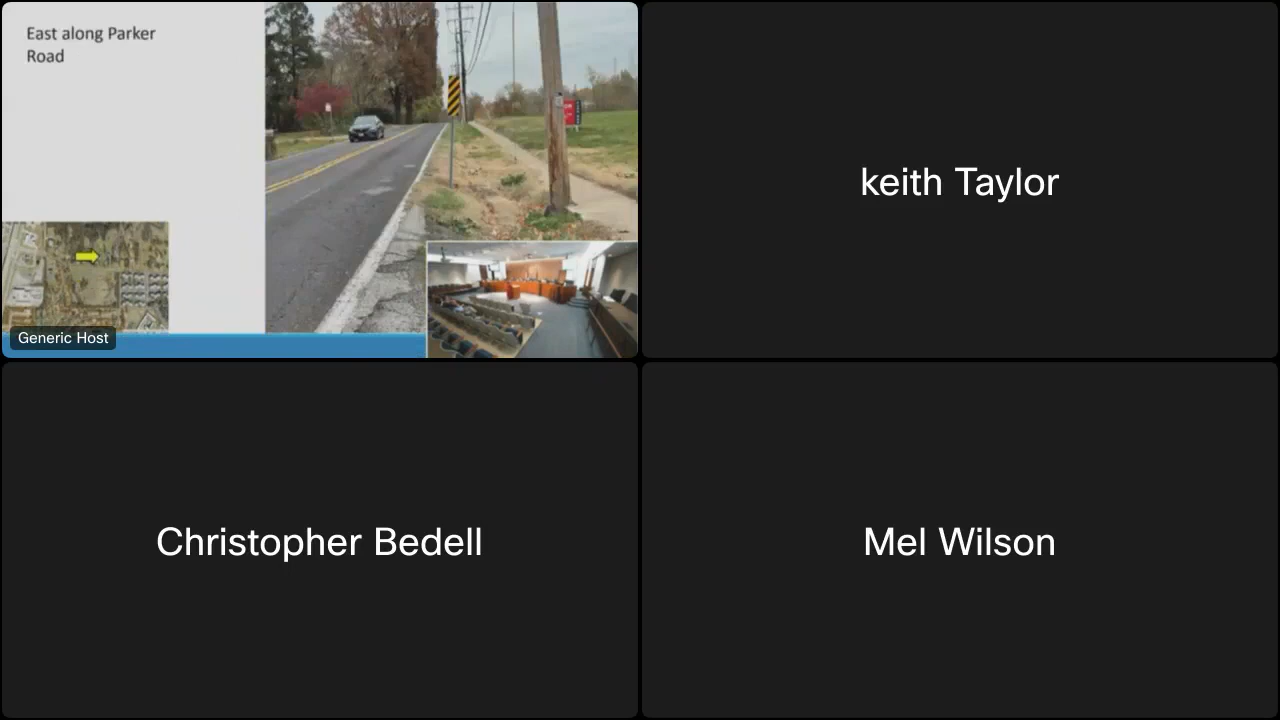 East along Parker
Road
Generic Host
keith Taylor
Christopher Bedell
Mel Wilson